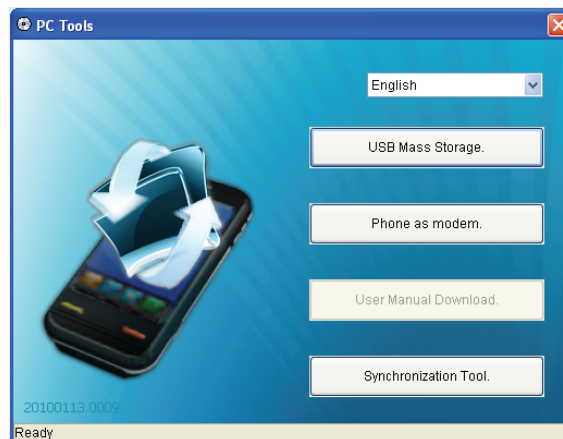 PC Tools
English
USB Mass Storage.
Phone as modem.
User Manual Download.
Synchronization Tool.
20100113.0009
Ready